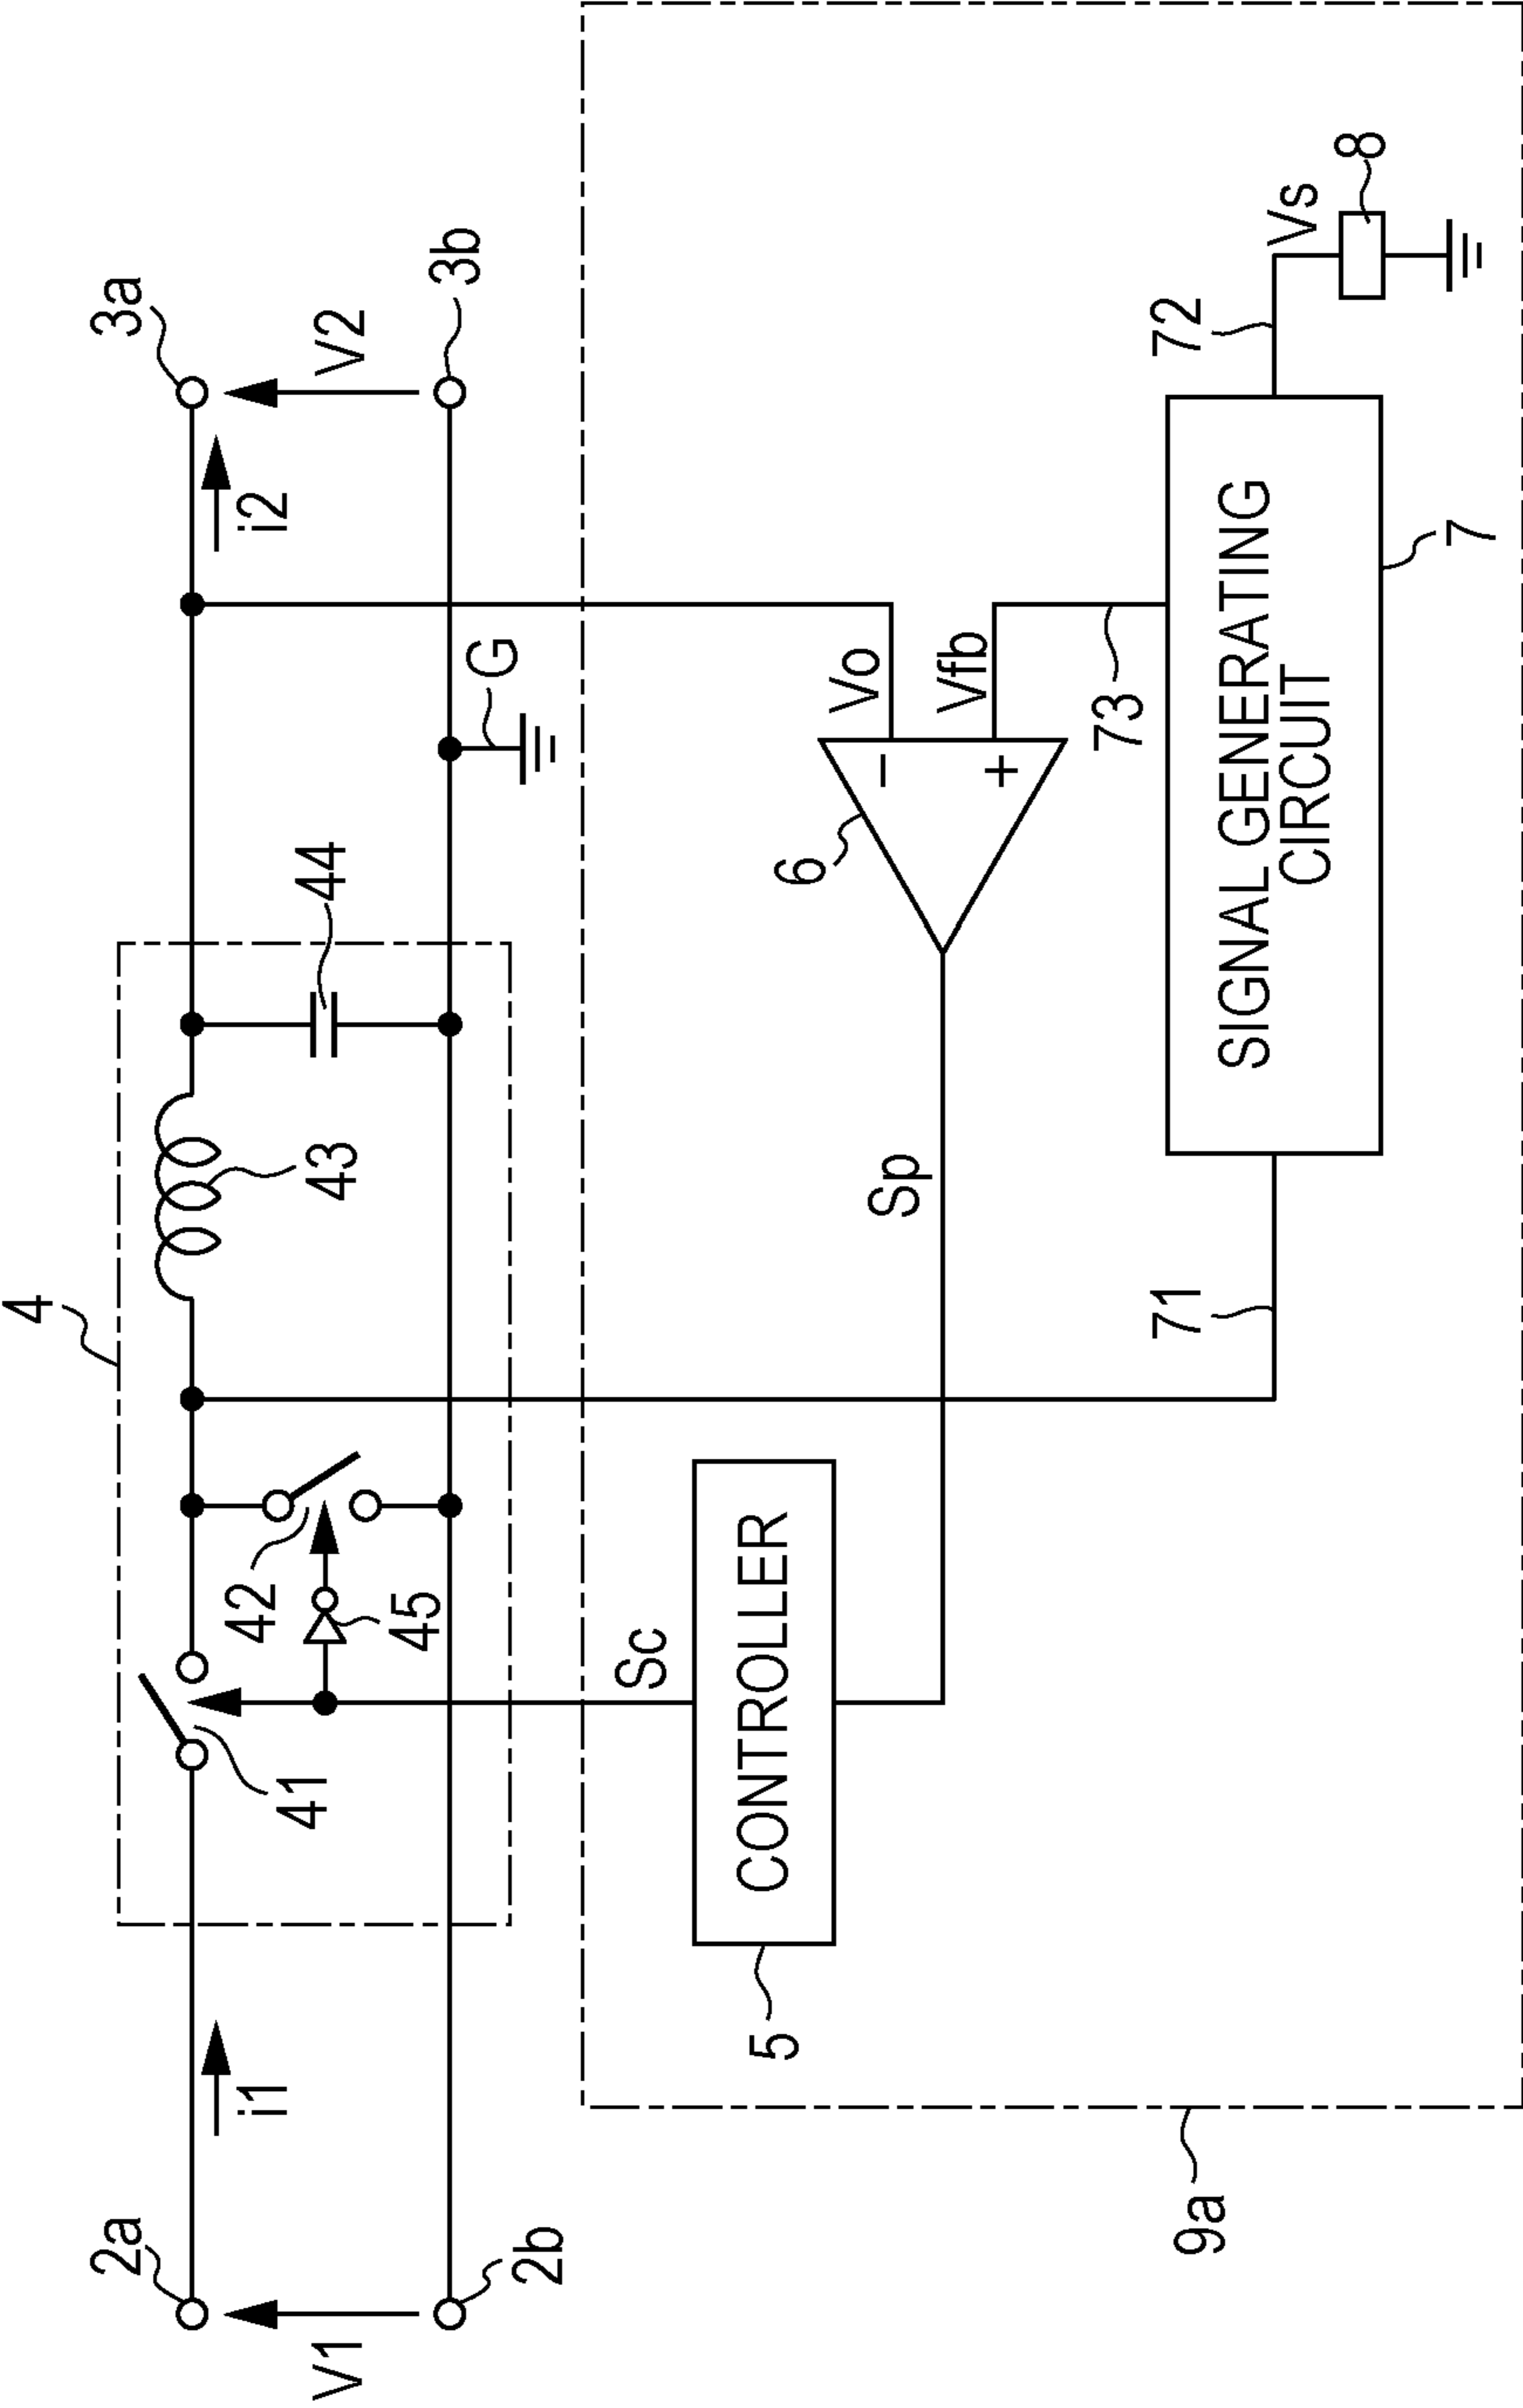 4
3a
i2
V2
3b
44
43
G
42
45
41
2a
i1
V1
2b
Sc
CONTROLLER
5
Sp
6
Vo
Vfb
−
+
73
71
SIGNAL GENERATING
CIRCUIT
7
72
Vs
8
9a